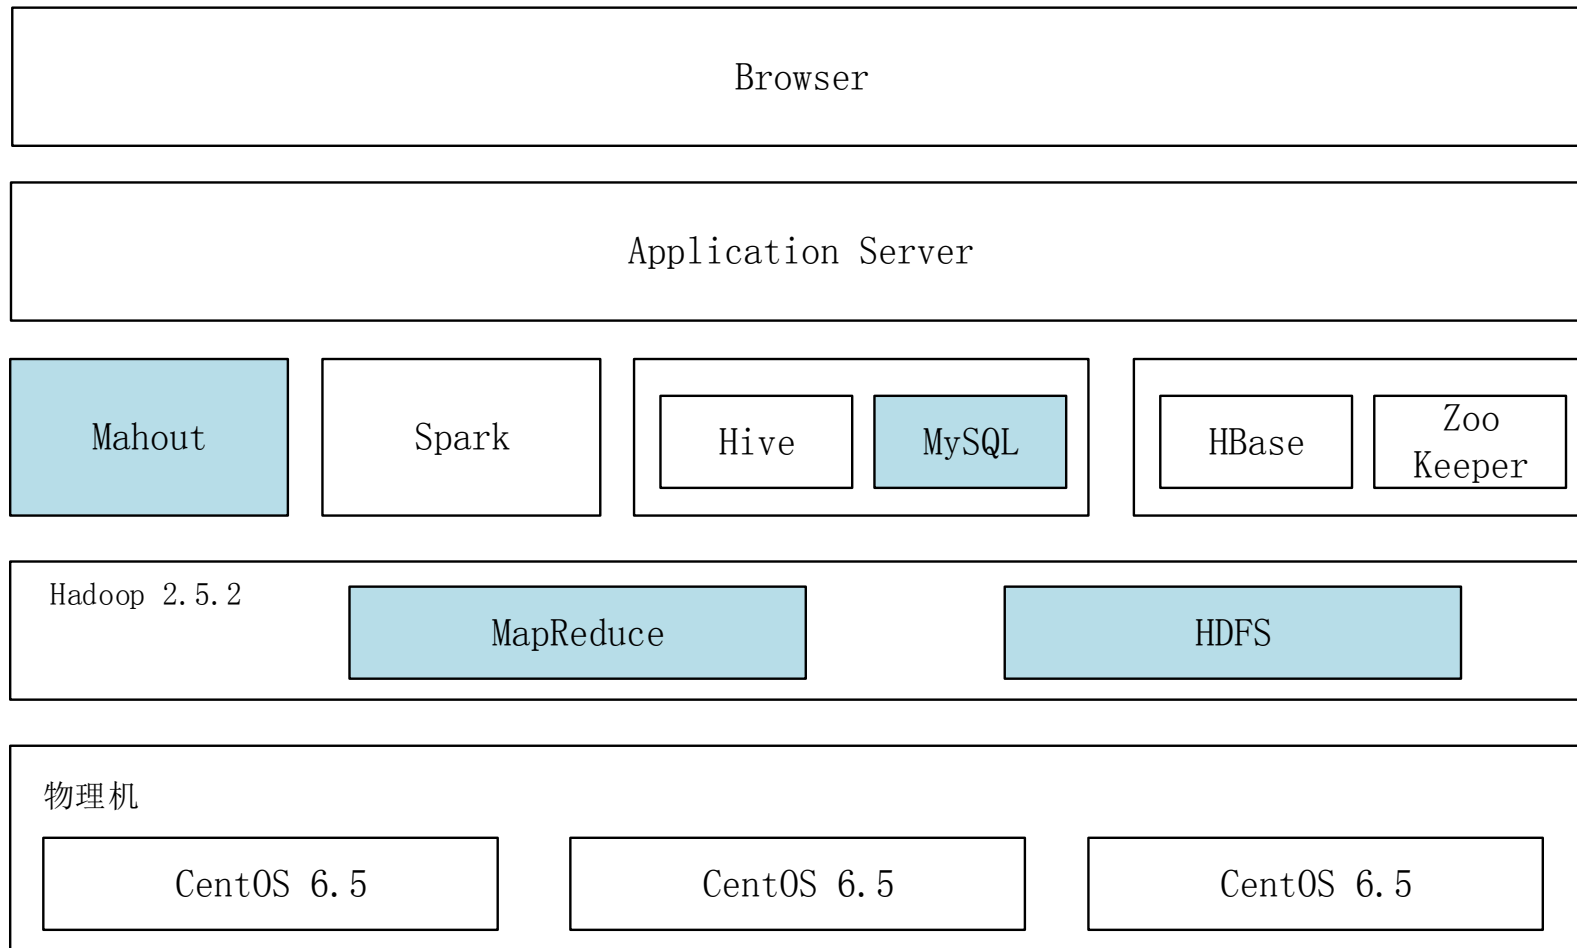 Browser
Application Server
Mahout
Spark
Hive
MySQL
HBase
Zoo
Keeper
Hadoop 2.5.2
MapReduce
HDFS
物理机
CentOS 6.5
CentOS 6.5
CentOS 6.5